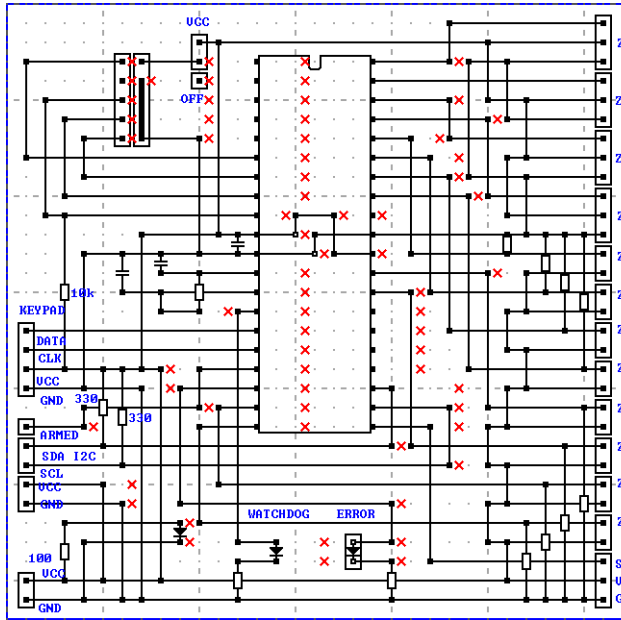 VCC
Z
OFF
Z
Z
Z
Z
10k
Z
KEYPAD
Z
DATA
CLK
Z
VCC
GND
330
Z
330
ARMED
Z
SDA I2C
SCL
VCC
Z
GND
WATCHDOG ERROR
Z
100
S
VCC
V
GND
G